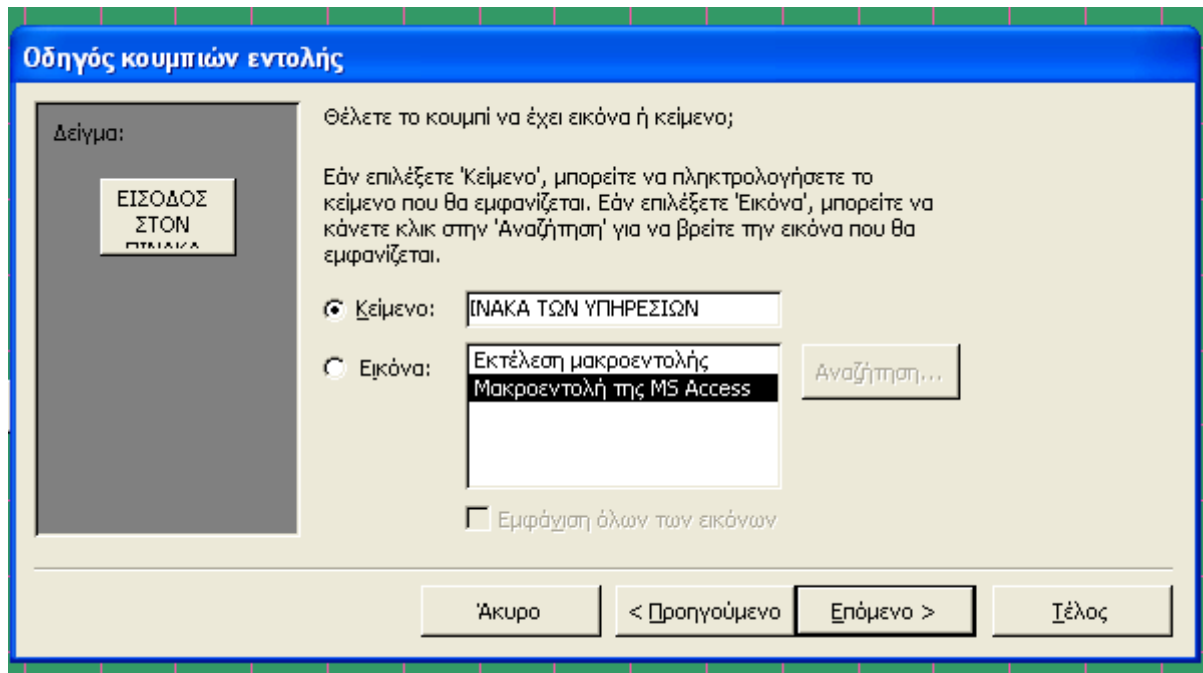 Οδηγός κουμπιών εντολής
Δείγμα:
ΕΙΣΟΔΟΣ
ΣΤΟΝ
ΠΙΝΑΚΑ
Θέλετε το κουμπί να έχει εικόνα ή κείμενο;
Εάν επιλέξετε 'Κείμενο', μπορείτε να πληκτρολογήσετε το
κείμενο που θα εμφανίζεται. Εάν επιλέξετε 'Εικόνα', μπορείτε να
κάνετε κλικ στην 'Αναζήτηση' για να βρείτε την εικόνα που θα
εμφανίζεται.
Κείμενο:
ΙΝΑΚΑ ΤΩΝ ΥΠΗΡΕΣΙΩΝ
Εικόνα:
Εκτέλεση μακροεντολής
Μακροεντολή της MS Access
Αναζήτηση...
Εμφάνιση όλων των εικόνων
Άκυρο
< Προηγούμενο
Επόμενο >
Τέλος